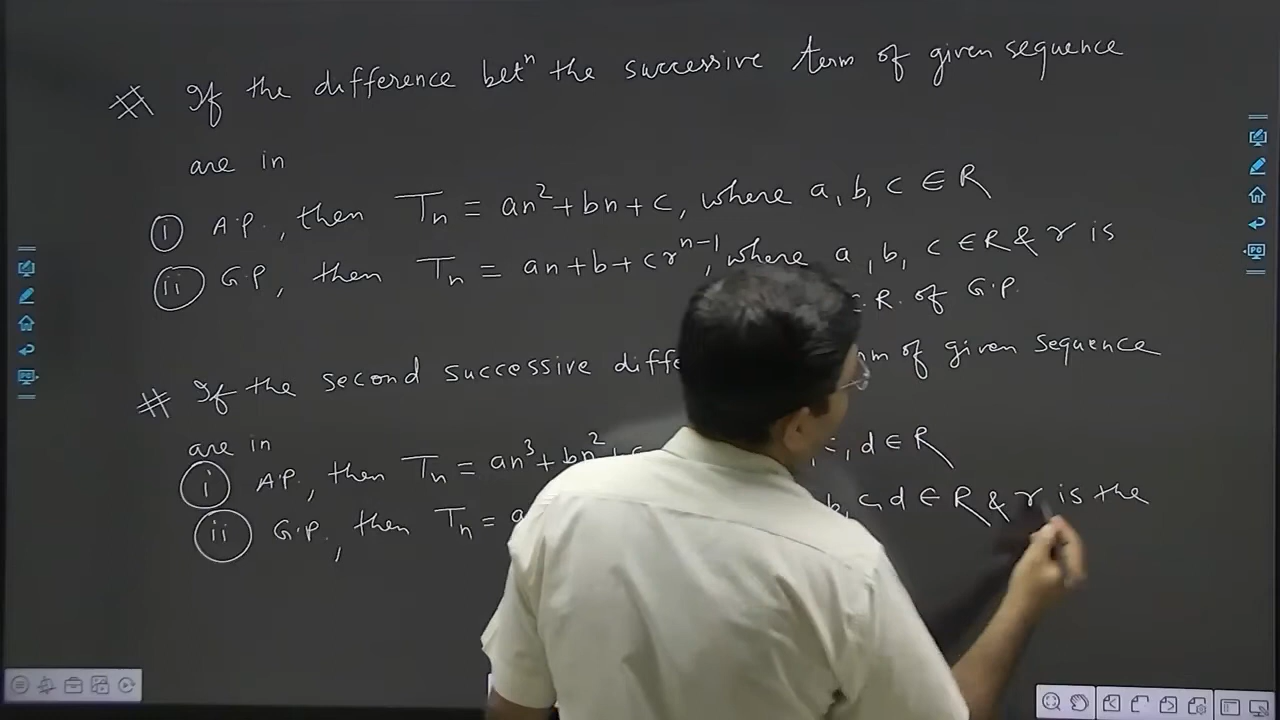 # If the difference betⁿ the successive term of given sequence
are in
(i) A.P., then Tₙ = an² + bn + c, where a, b, c ∈ R
(ii) G.P, then Tₙ = an + b + crⁿ⁻¹, where a, b, c ∈ R & r is
.R. of G.P.
# If the second successive diff of given sequence
are in
(i) A.P., then Tₙ = an³ + bn² + , d ∈ R
(ii) G.P., then Tₙ = a b, c, d ∈ R & r is the